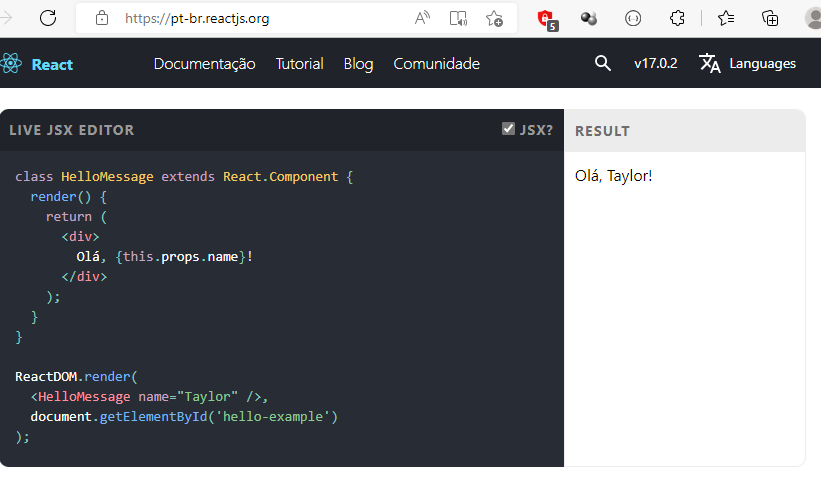 https://pt-br.reactjs.org
5
React Documentação Tutorial Blog Comunidade v17.0.2 Languages
LIVE JSX EDITOR JSX? RESULT
class HelloMessage extends React.Component {
  render() {
    return (
      <div>
        Olá, {this.props.name}!
      </div>
    );
  }
}
ReactDOM.render(
  <HelloMessage name="Taylor" />,
  document.getElementById('hello-example')
);
Olá, Taylor!